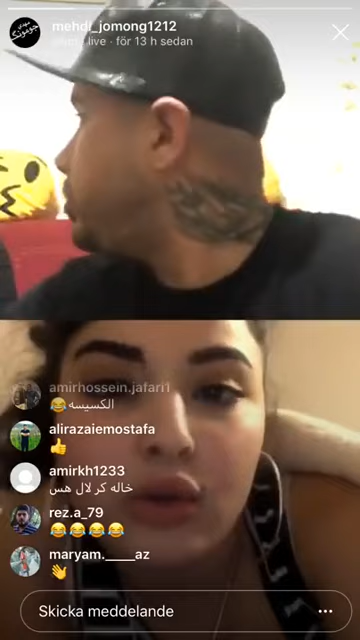 mehdi_jomong1212
live · för 13 h sedan
amirhossein.jafari1
😂 الکسیسه
alirazaiemostafa
👍
amirkh1233
خاله کر لال هس
rez.a_79
😂😂😂😂
maryam.____az
👋
Skicka meddelande